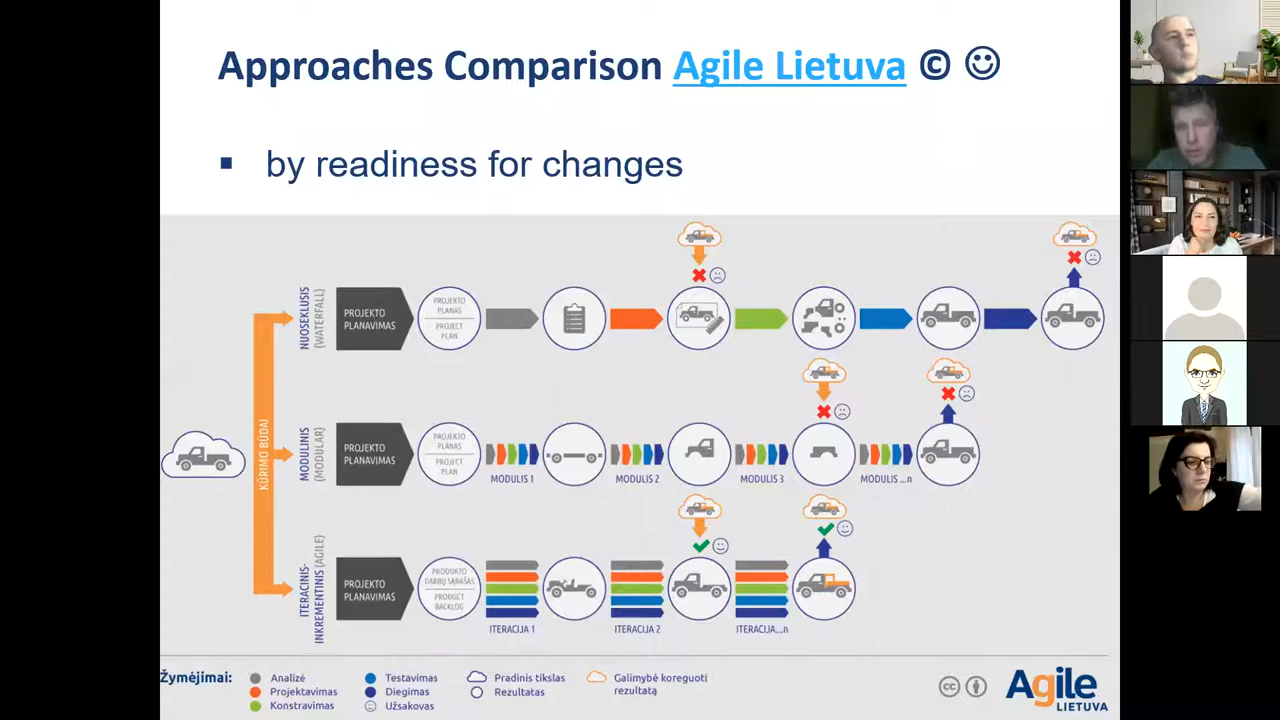 Approaches Comparison Agile Lietuva © ☺
▪ by readiness for changes
KŪRIMO BŪDAI
NUOSEKLUSIS
(WATERFALL)
PROJEKTO
PLANAVIMAS
PROJEKTO
PLANAS
PROJECT
PLAN
MODULINIS
(MODULAR)
PROJEKTO
PLANAVIMAS
PROJEKTO
PLANAS
PROJECT
PLAN
MODULIS 1
MODULIS 2
MODULIS 3
MODULIS ...n
ITERACINIS-
INKREMENTINIS (AGILE)
PROJEKTO
PLANAVIMAS
PRODUKTO
DARBŲ SĄRAŠAS
PRODUCT
BACKLOG
ITERACIJA 1
ITERACIJA 2
ITERACIJA...n
Žymėjimai:
Analizė
Projektavimas
Konstravimas
Testavimas
Diegimas
Užsakovas
Pradinis tikslas
Rezultatas
Galimybė koreguoti
rezultatą
cc
Agile
LIETUVA